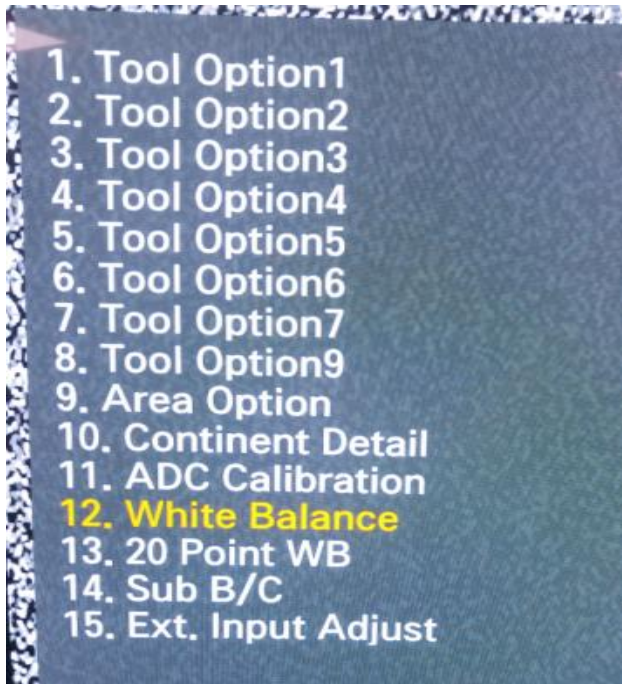 1. Tool Option1
2. Tool Option2
3. Tool Option3
4. Tool Option4
5. Tool Option5
6. Tool Option6
7. Tool Option7
8. Tool Option9
9. Area Option
10. Continent Detail
11. ADC Calibration
12. White Balance
13. 20 Point WB
14. Sub B/C
15. Ext. Input Adjust